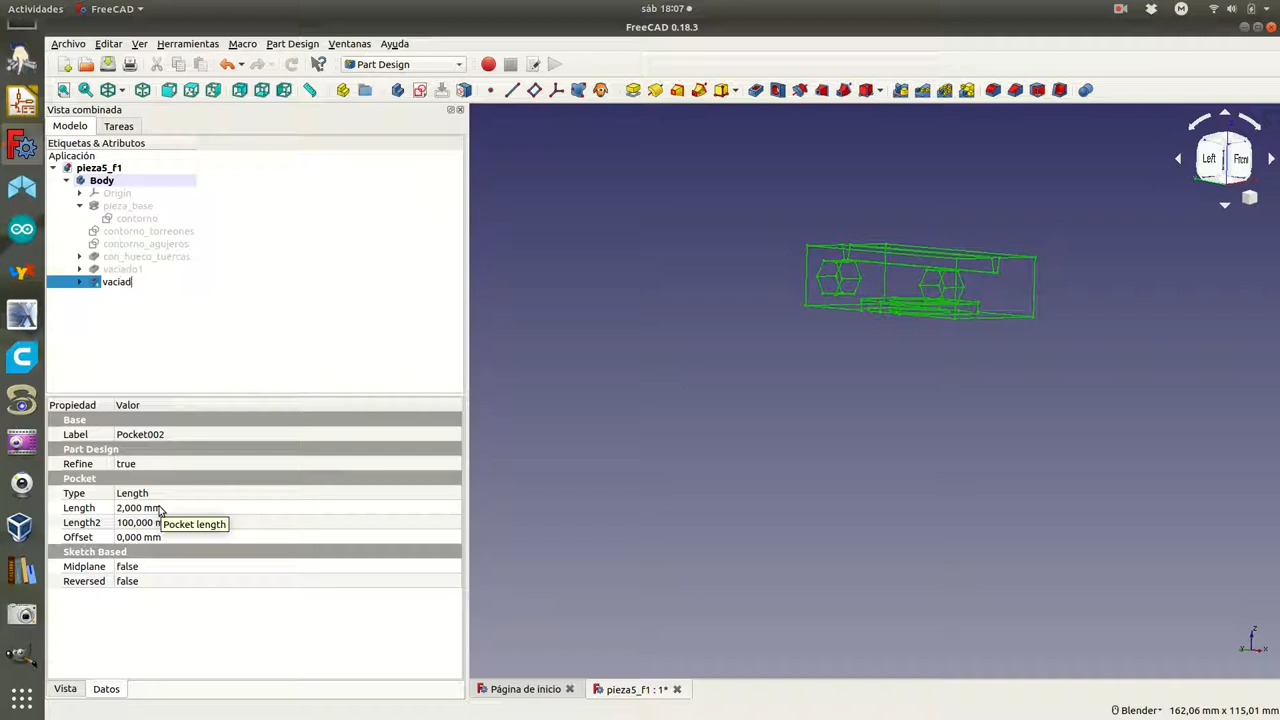 Actividades FreeCAD sáb 18:07
FreeCAD 0.18.3
Archivo Editar Ver Herramientas Macro Part Design Ventanas Ayuda
Part Design
Vista combinada
Modelo Tareas
Etiquetas & Atributos
Aplicación
pieza5_f1
Body
Origin
pieza_base
contorno
contorno_torreones
contorno_agujeros
con_hueco_tuercas
vaciado1
vaciad
Propiedad Valor
Base
Label Pocket002
Part Design
Refine true
Pocket
Type Length
Length 2,000 mm
Length2 100,000 m
Pocket length
Offset 0,000 mm
Sketch Based
Midplane false
Reversed false
Left Front
z
Y x
Vista Datos
Página de inicio pieza5_f1 : 1*
Blender 162,06 mm x 115,01 mm